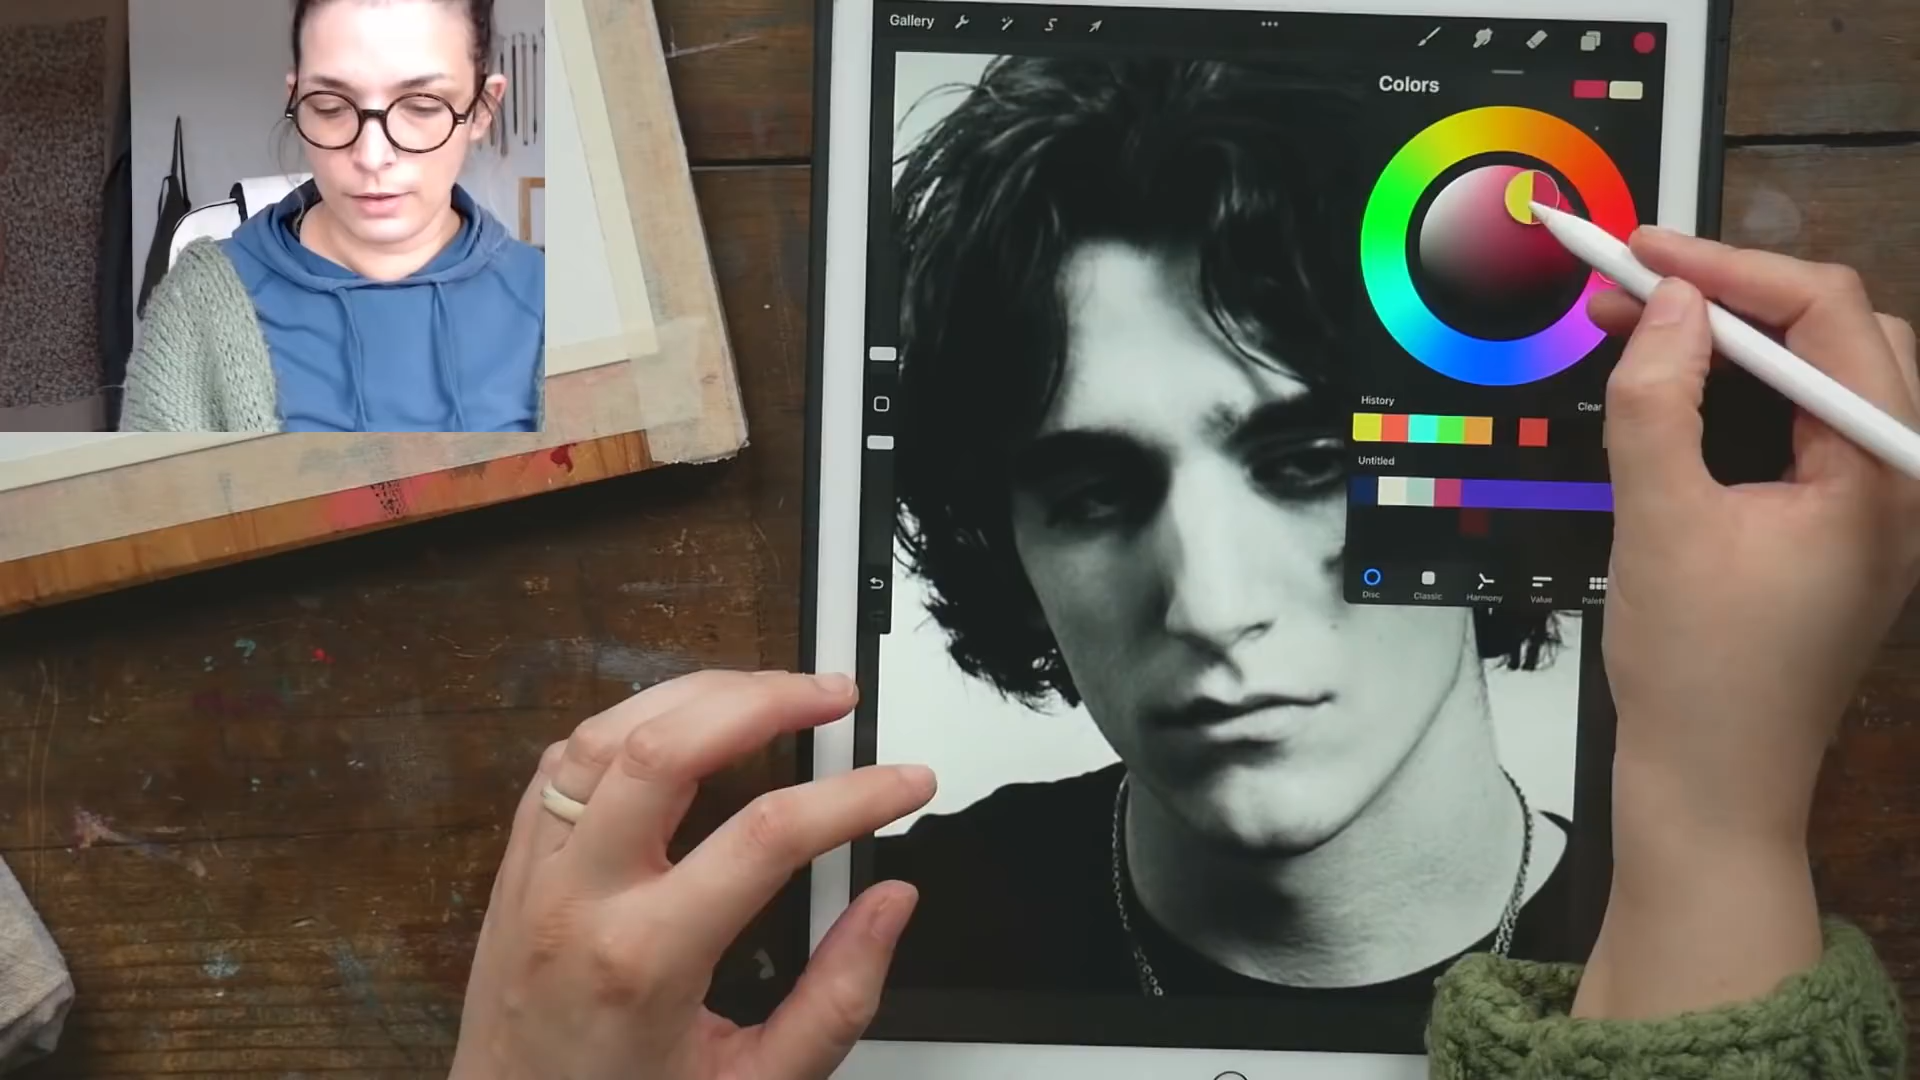 Gallery
Colors
History
Clear
Untitled
Disc
Classic
Harmony
Value